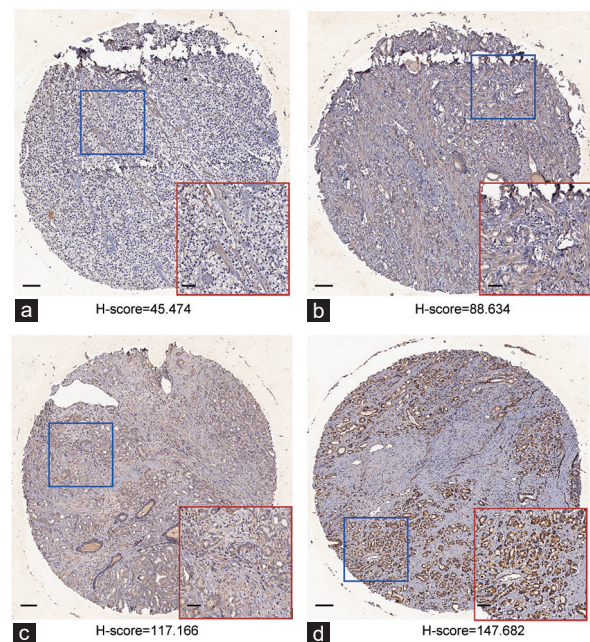 a
H-score=45.474
b
H-score=88.634
c
H-score=117.166
d
H-score=147.682